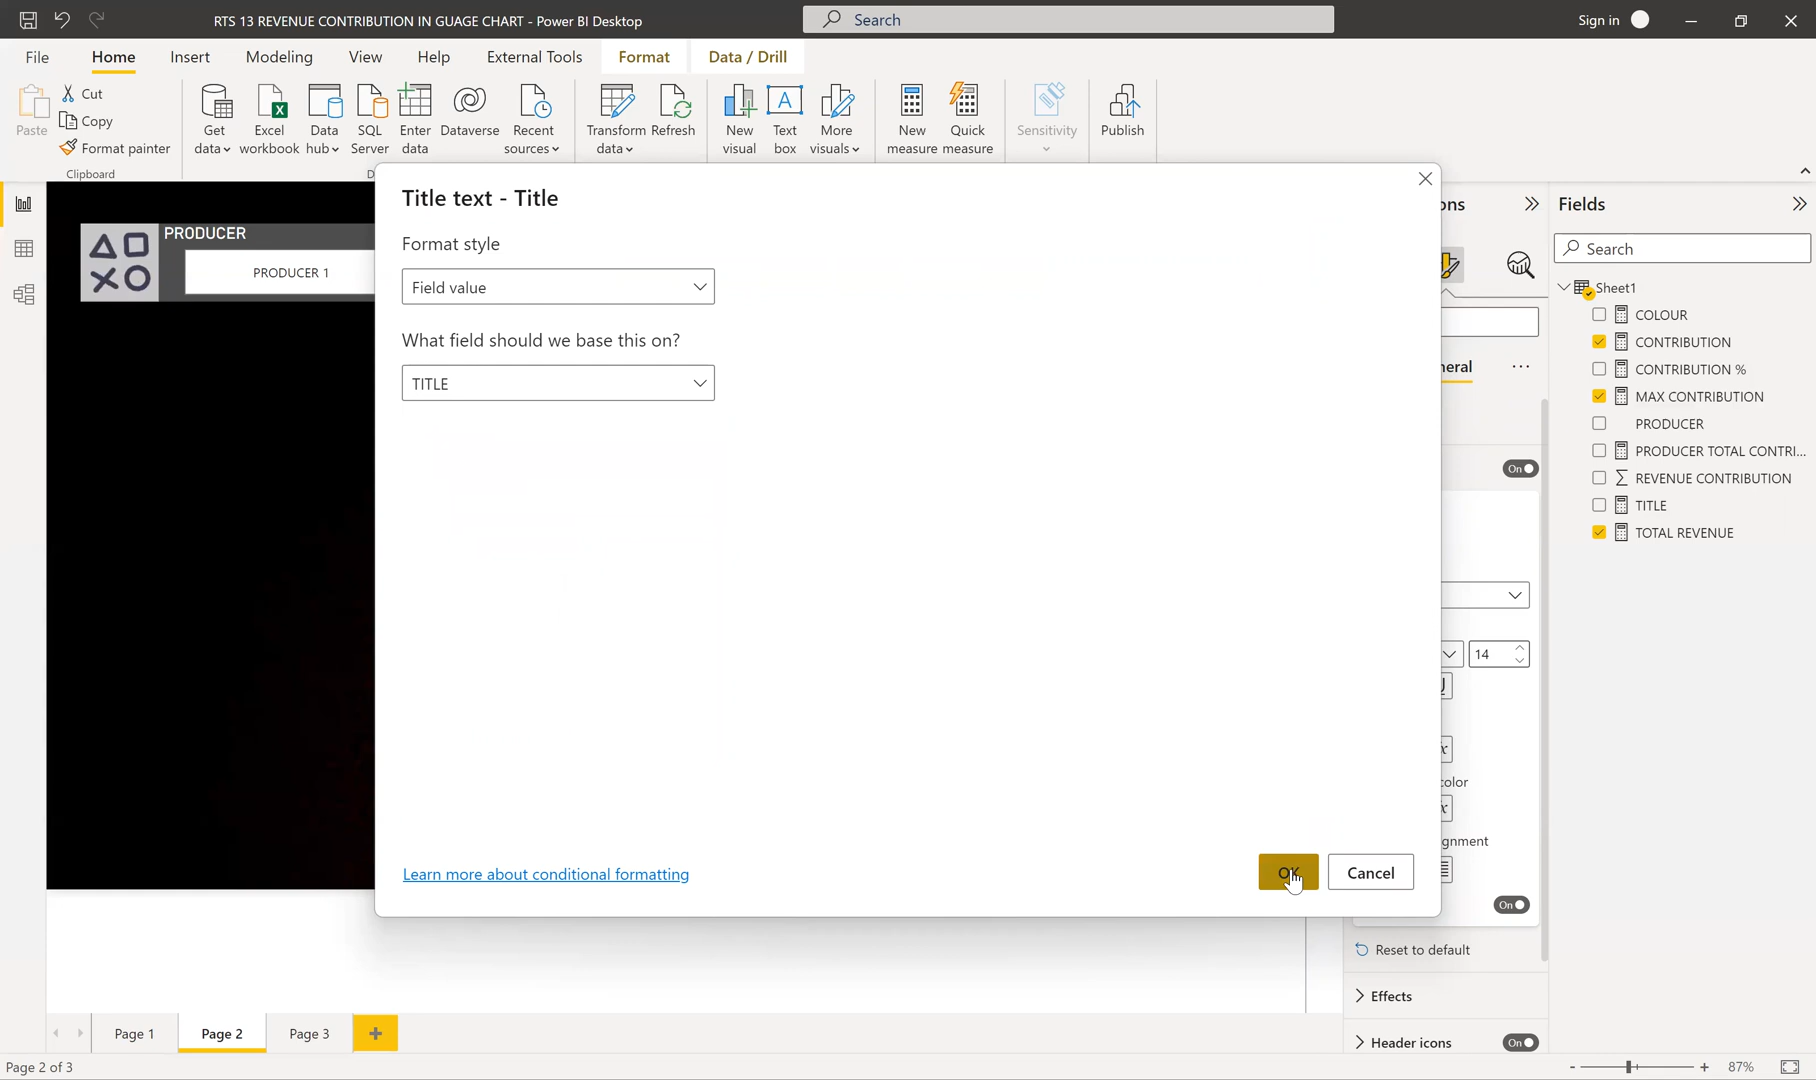 RTS 13 REVENUE CONTRIBUTION IN GUAGE CHART - Power BI Desktop
Search
Sign in
File
Home
Insert
Modeling
View
Help
External Tools
Format
Data / Drill
Paste
Cut
Copy
Format painter
Clipboard
Get data
Excel workbook
Data hub
SQL Server
Enter data
Dataverse
Recent sources
Transform data
Refresh
New visual
Text box
More visuals
New measure
Quick measure
Sensitivity
Publish
PRODUCER
PRODUCER 1
Title text - Title
Format style
Field value
What field should we base this on?
TITLE
Learn more about conditional formatting
OK
Cancel
ons
neral
14
color
gnment
On
On
Reset to default
Effects
Header icons
On
Fields
Search
Sheet1
COLOUR
CONTRIBUTION
CONTRIBUTION %
MAX CONTRIBUTION
PRODUCER
PRODUCER TOTAL CONTRI...
REVENUE CONTRIBUTION
TITLE
TOTAL REVENUE
Page 1
Page 2
Page 3
Page 2 of 3
87%